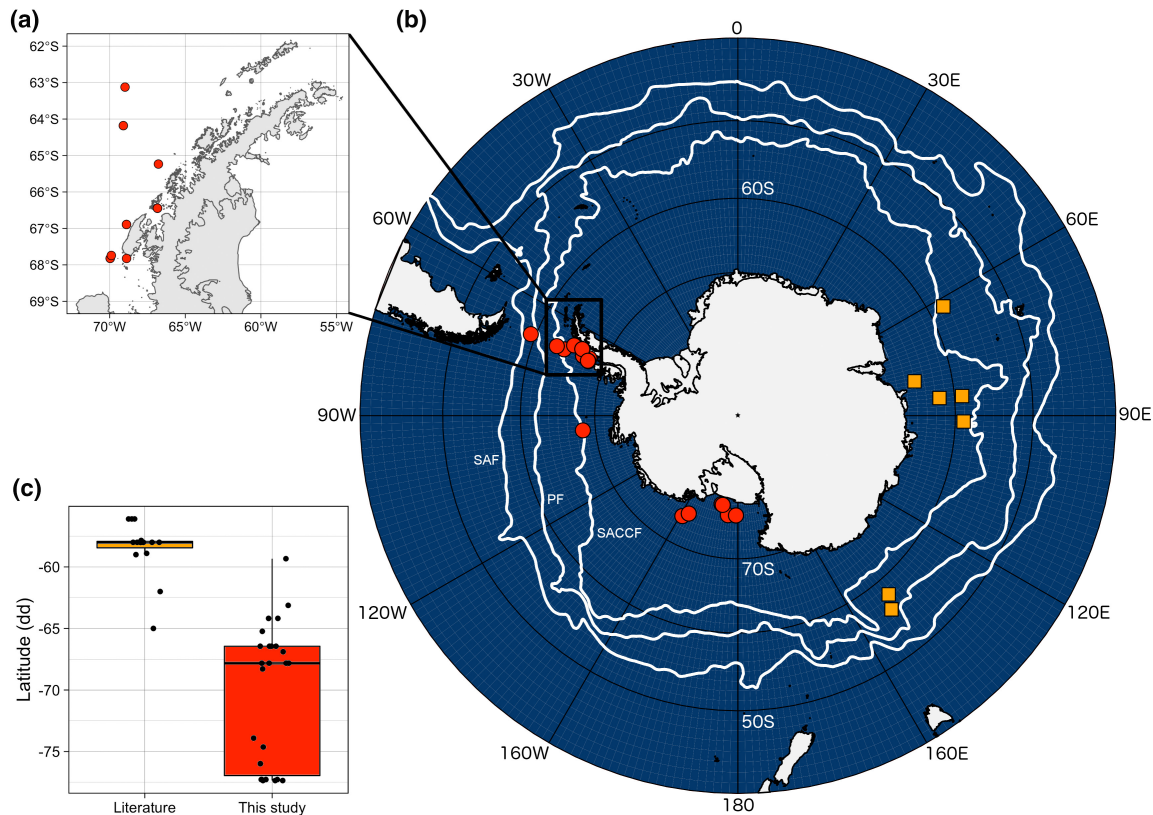 (a)
62°S
63°S
64°S
65°S
66°S
67°S
68°S
69°S
70°W
65°W
60°W
55°W
(b)
0
30W
30E
60W
60E
60S
90W
90E
SAF
PF
SACCF
70S
120W
120E
50S
160W
160E
180
(c)
Latitude (dd)
-60
-65
-70
-75
Literature
This study